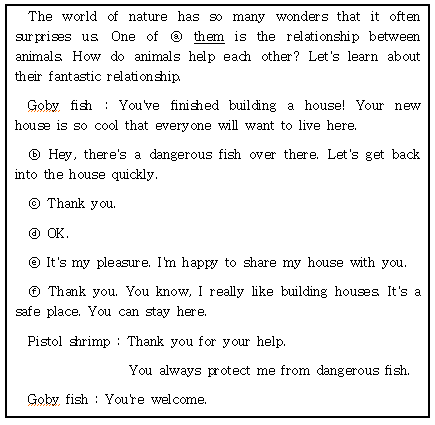 The world of nature has so many wonders that it often
surprises us. One of ⓐ them is the relationship between
animals. How do animals help each other? Let's learn about
their fantastic relationship.
Goby fish : You've finished building a house! Your new
house is so cool that everyone will want to live here.
ⓑ Hey, there's a dangerous fish over there. Let's get back
into the house quickly.
ⓒ Thank you.
ⓓ OK.
ⓔ It's my pleasure. I'm happy to share my house with you.
ⓕ Thank you. You know, I really like building houses. It's a
safe place. You can stay here.
Pistol shrimp : Thank you for your help.
You always protect me from dangerous fish.
Goby fish : You're welcome.